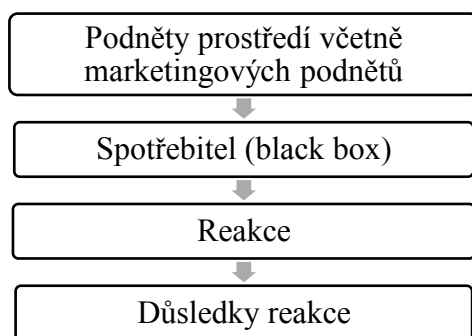 Podněty prostředí včetně
marketingových podnětů
Spotřebitel (black box)
Reakce
Důsledky reakce